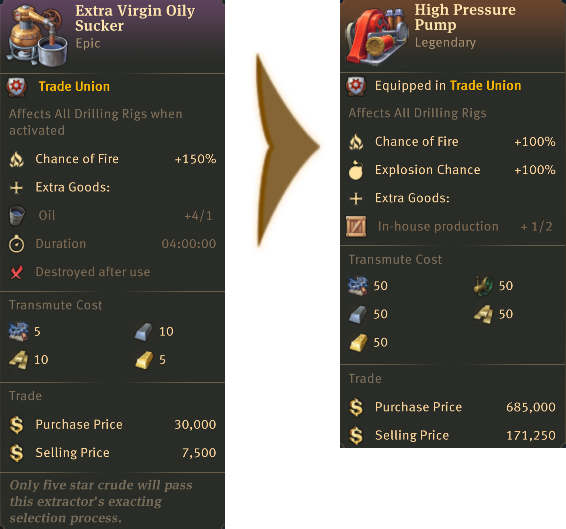 Extra Virgin Oily
Sucker
Epic
Trade Union
Affects All Drilling Rigs when
activated
Chance of Fire +150%
Extra Goods:
Oil +4/1
Duration 04:00:00
Destroyed after use
Transmute Cost
5 10
10 5
Trade
$ Purchase Price 30,000
$ Selling Price 7,500
Only five star crude will pass
this extractor's exacting
selection process.
High Pressure
Pump
Legendary
Equipped in Trade Union
Affects All Drilling Rigs
Chance of Fire +100%
Explosion Chance +100%
Extra Goods:
In-house production + 1/2
Transmute Cost
50 50
50 50
50
Trade
$ Purchase Price 685,000
$ Selling Price 171,250